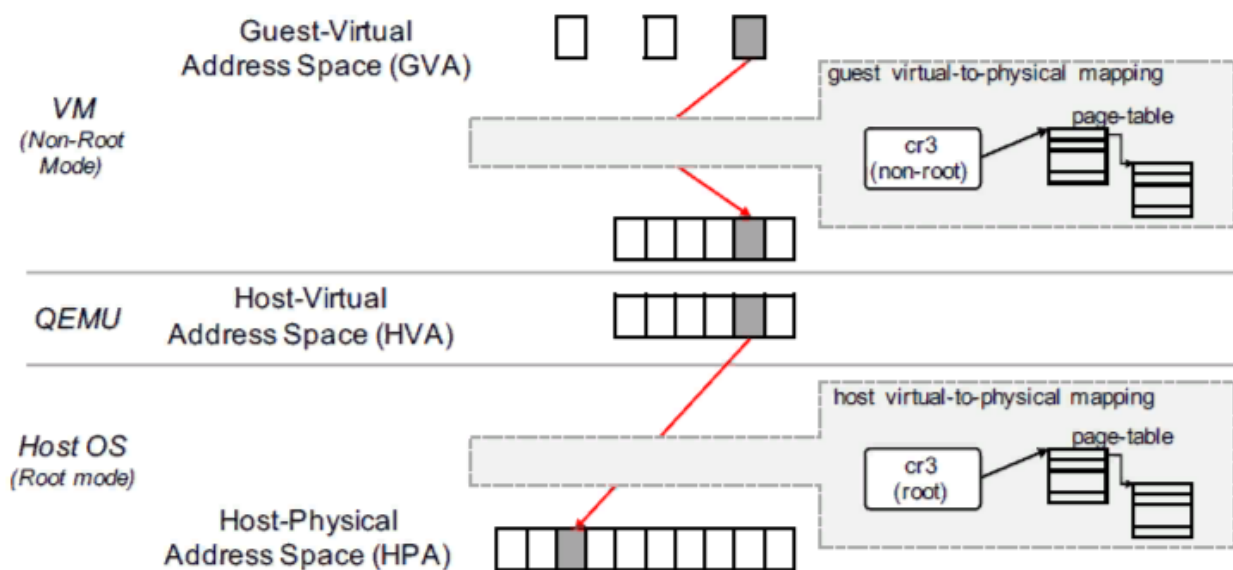 Guest-Virtual
Address Space (GVA)
guest virtual-to-physical mapping
VM
(Non-Root
Mode)
page-table
cr3
(non-root)
QEMU
Host-Virtual
Address Space (HVA)
host virtual-to-physical mapping
Host OS
(Root mode)
page-table
cr3
(root)
Host-Physical
Address Space (HPA)